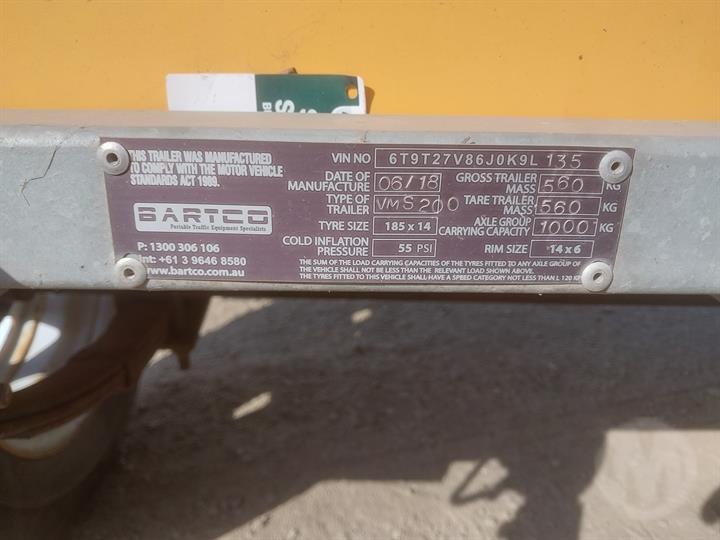 THIS TRAILER WAS MANUFACTURED
TO COMPLY WITH THE MOTOR VEHICLE
STANDARDS ACT 1989.
BARTCO
Portable Traffic Equipment Specialists
P: 1300 306 106
Int: +61 3 9646 8580
www.bartco.com.au
VIN NO 6T9T27V86J0K9L 135
DATE OF MANUFACTURE 06/18
GROSS TRAILER MASS 560 KG
TYPE OF TRAILER VMS200
TARE TRAILER MASS 560 KG
TYRE SIZE 185 x 14
AXLE GROUP CARRYING CAPACITY 1000 KG
COLD INFLATION PRESSURE 55 PSI
RIM SIZE 14 x 6
THE SUM OF THE LOAD CARRYING CAPACITIES OF THE TYRES FITTED TO ANY AXLE GROUP OF
THE VEHICLE SHALL NOT BE LESS THAN THE RELEVANT LOAD SHOWN ABOVE.
THE TYRES FITTED TO THIS VEHICLE SHALL HAVE A SPEED CATEGORY NOT LESS THAN L 120 K